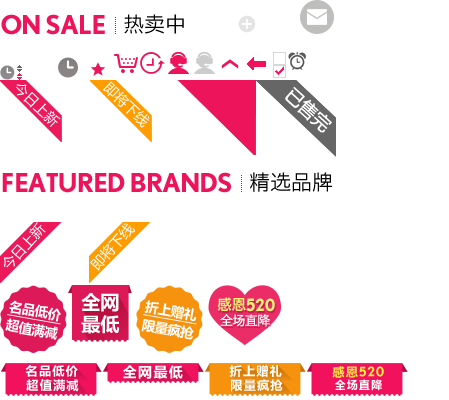 ON SALE 热卖中
今日上新
即将下线
已售完
FEATURED BRANDS 精选品牌
今日上新
即将下线
名品低价
超值满减
全网
最低
折上赠礼
限量疯抢
感恩520
全场直降
名品低价
超值满减
全网最低
折上赠礼
限量疯抢
感恩520
全场直降